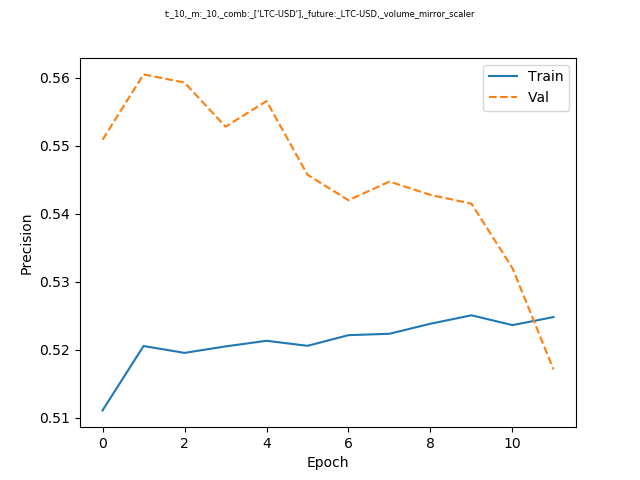 t:_10,_m:_10,_comb:_['LTC-USD'],_future:_LTC-USD,_volume_mirror_scaler
Train
Val
0.56
0.55
0.54
0.53
0.52
0.51
Precision
0 2 4 6 8 10
Epoch